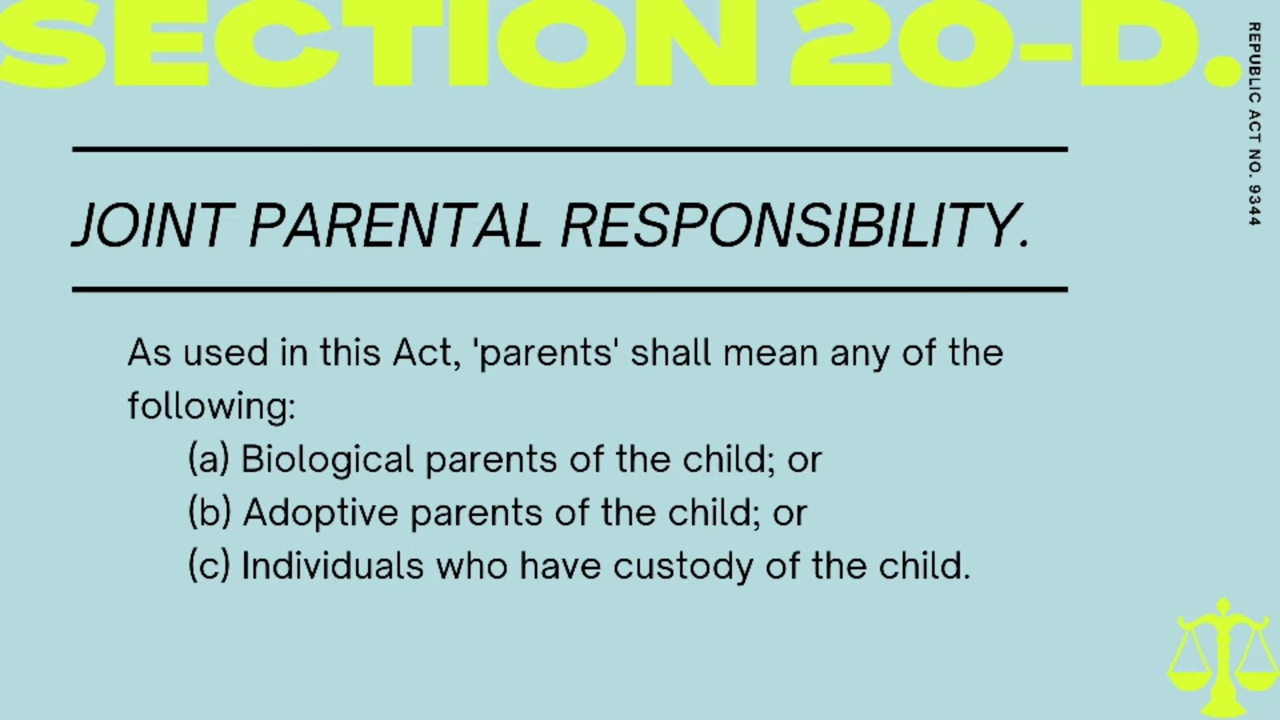 SECTION 20-D.
REPUBLIC ACT NO. 9344
JOINT PARENTAL RESPONSIBILITY.
As used in this Act, 'parents' shall mean any of the
following:
(a) Biological parents of the child; or
(b) Adoptive parents of the child; or
(c) Individuals who have custody of the child.